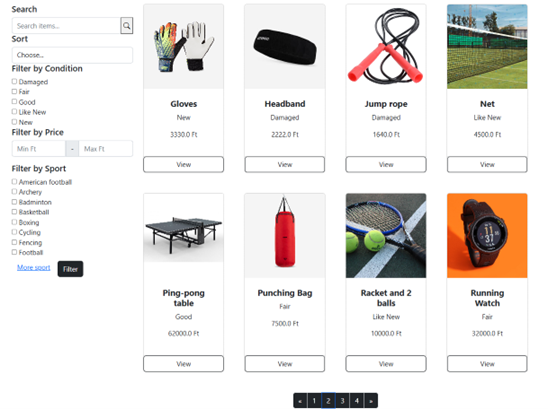 Search
Search items...
Sort
Choose...
Filter by Condition
Damaged
Fair
Good
Like New
New
Filter by Price
Min Ft - Max Ft
Filter by Sport
American football
Archery
Badminton
Basketball
Boxing
Cycling
Fencing
Football
More sport Filter
Gloves
New
3330.0 Ft
View
Headband
Damaged
2222.0 Ft
View
Jump rope
Damaged
1640.0 Ft
View
Net
Like New
4500.0 Ft
View
Ping-pong
table
Good
62000.0 Ft
View
Punching Bag
Fair
7500.0 Ft
View
Racket and 2
balls
Like New
10000.0 Ft
View
Running
Watch
Fair
32000.0 Ft
View
« 1 2 3 4 »